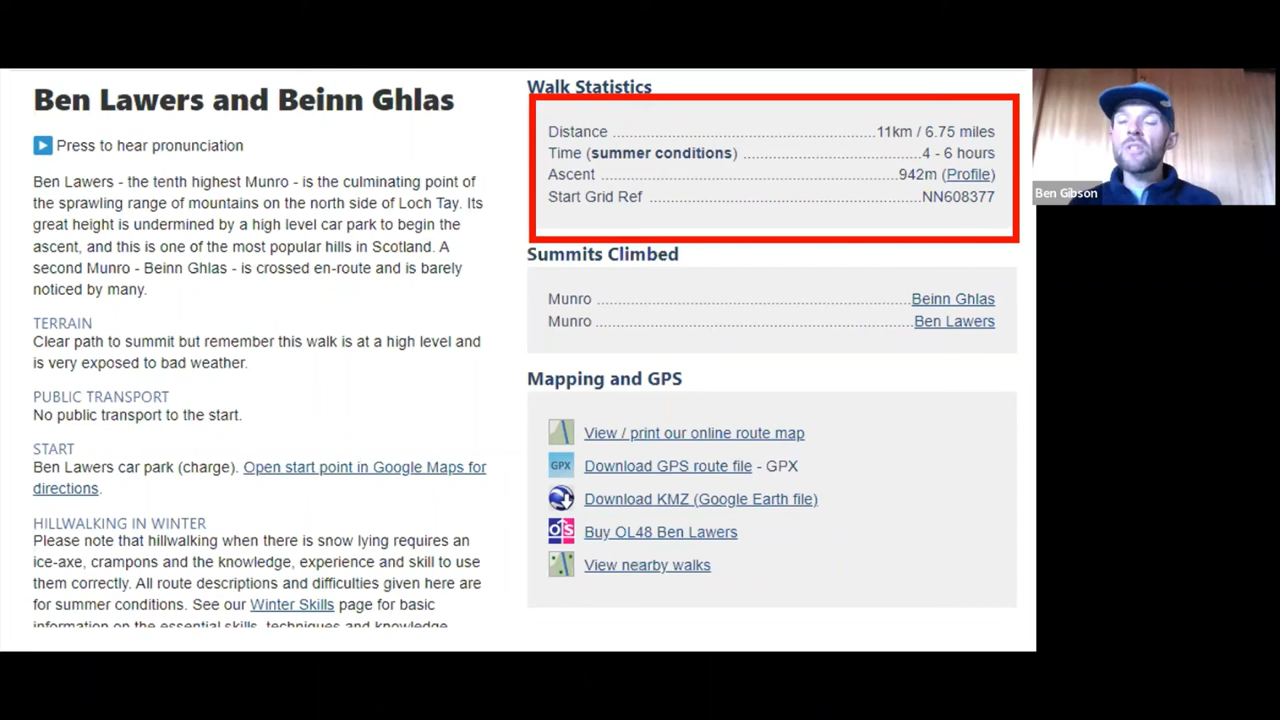 Ben Lawers and Beinn Ghlas
Press to hear pronunciation
Ben Lawers - the tenth highest Munro - is the culminating point of
the sprawling range of mountains on the north side of Loch Tay. Its
great height is undermined by a high level car park to begin the
ascent, and this is one of the most popular hills in Scotland. A
second Munro - Beinn Ghlas - is crossed en-route and is barely
noticed by many.
TERRAIN
Clear path to summit but remember this walk is at a high level and
is very exposed to bad weather.
PUBLIC TRANSPORT
No public transport to the start.
START
Ben Lawers car park (charge). Open start point in Google Maps for
directions.
HILLWALKING IN WINTER
Please note that hillwalking when there is snow lying requires an
ice-axe, crampons and the knowledge, experience and skill to use
them correctly. All route descriptions and difficulties given here are
for summer conditions. See our Winter Skills page for basic
information on the essential skills, techniques and knowledge
Walk Statistics
Distance ................................................................11km / 6.75 miles
Time (summer conditions) ...........................................4 - 6 hours
Ascent .......................................................................942m (Profile)
Start Grid Ref .................................................................NN608377
Summits Climbed
Munro ...........................................................................Beinn Ghlas
Munro ............................................................................Ben Lawers
Mapping and GPS
View / print our online route map
GPX
Download GPS route file - GPX
Download KMZ (Google Earth file)
OS
Buy OL48 Ben Lawers
View nearby walks
Ben Gibson